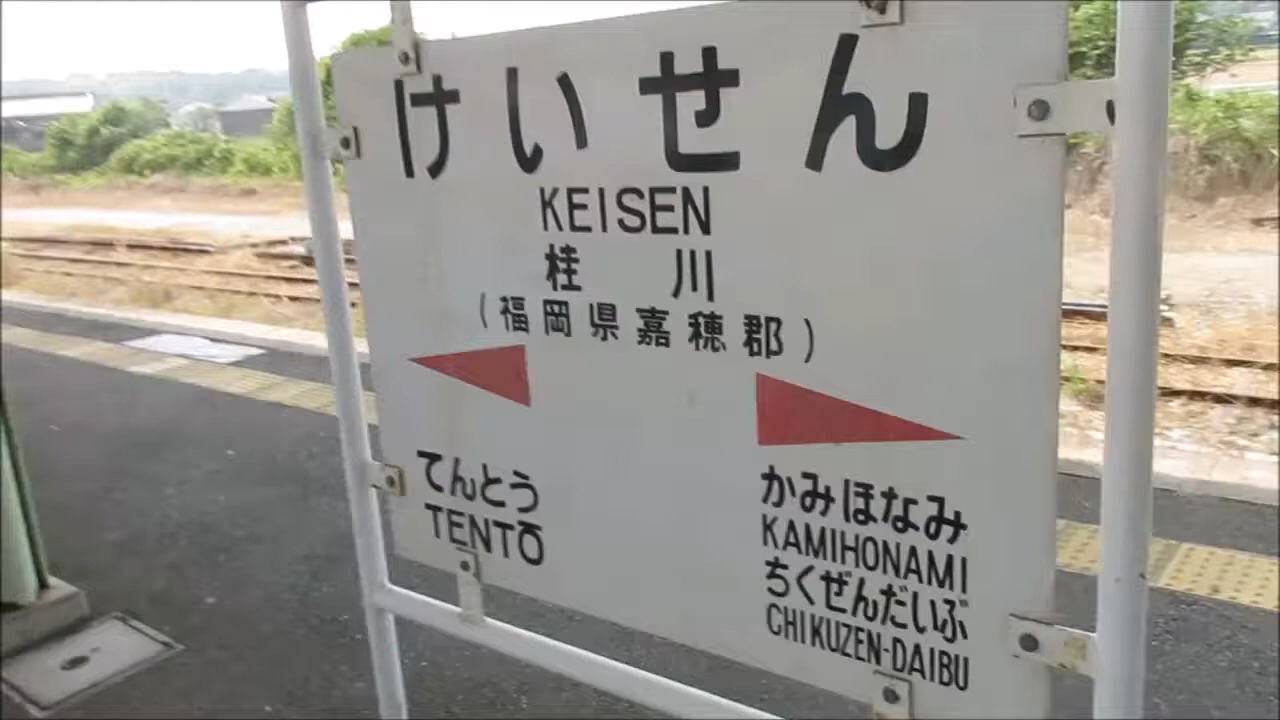 けいせん
KEISEN
桂川
(福岡県嘉穂郡)
てんとう
TENTŌ
かみほなみ
KAMIHONAMI
ちくぜんだいぶ
CHIKUZEN-DAIBU